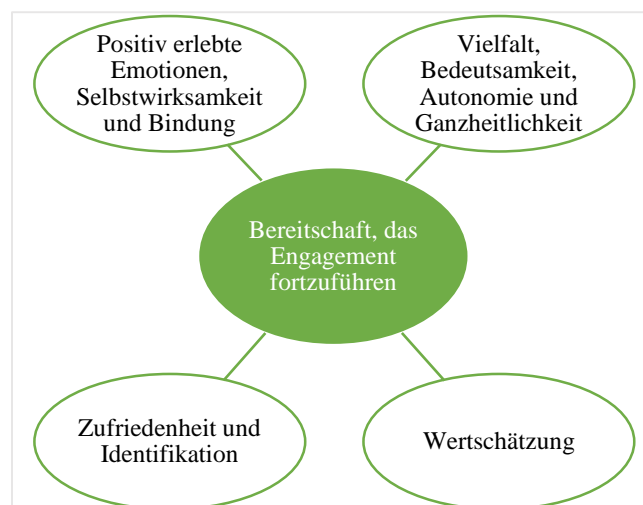 Positiv erlebte
Emotionen,
Selbstwirksamkeit
und Bindung
Vielfalt,
Bedeutsamkeit,
Autonomie und
Ganzheitlichkeit
Bereitschaft, das
Engagement
fortzuführen
Zufriedenheit und
Identifikation
Wertschätzung